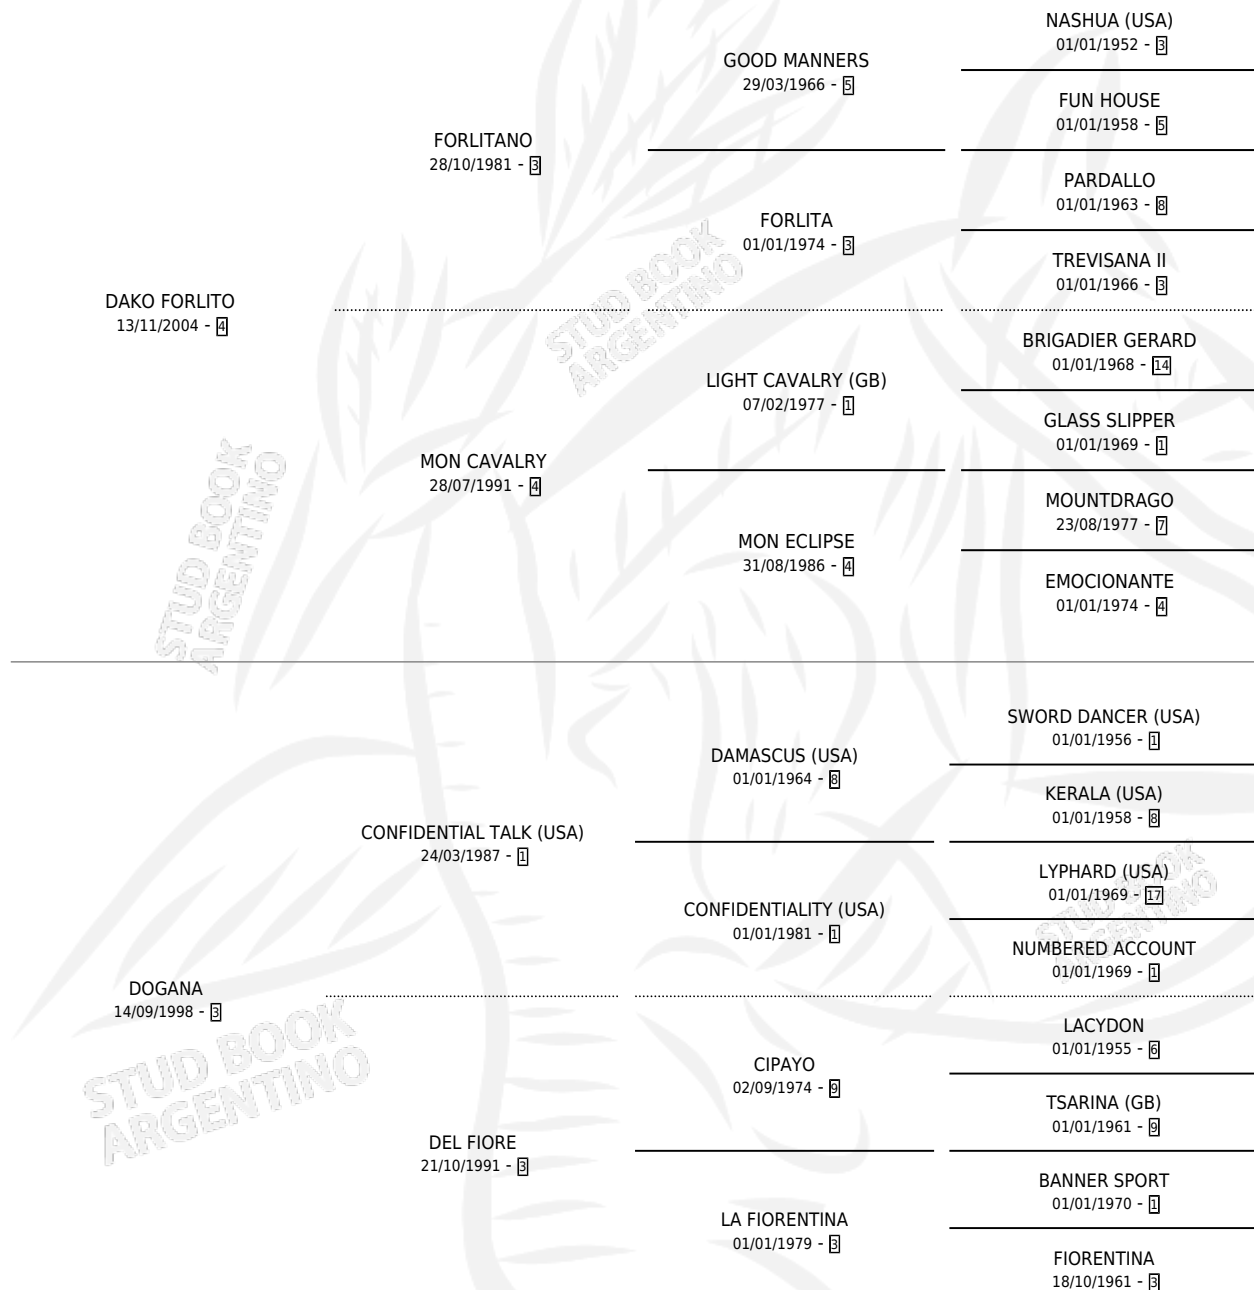 NASHUA (USA)
01/01/1952 - 3
GOOD MANNERS
29/03/1966 - 5
FUN HOUSE
01/01/1958 - 5
FORLITANO
28/10/1981 - 3
PARDALLO
01/01/1963 - 8
FORLITA
01/01/1974 - 3
TREVISANA II
01/01/1966 - 3
DAKO FORLITO
13/11/2004 - 4
STUD BOOK
ARGENTINO
BRIGADIER GERARD
01/01/1968 - 14
LIGHT CAVALRY (GB)
07/02/1977 - 1
GLASS SLIPPER
01/01/1969 - 1
MON CAVALRY
28/07/1991 - 4
MOUNTDRAGO
23/08/1977 - 7
MON ECLIPSE
31/08/1986 - 4
EMOCIONANTE
01/01/1974 - 4
STUD BOOK
ARGENTINO
SWORD DANCER (USA)
01/01/1956 - 1
DAMASCUS (USA)
01/01/1964 - 8
KERALA (USA)
01/01/1958 - 8
CONFIDENTIAL TALK (USA)
24/03/1987 - 1
LYPHARD (USA)
01/01/1969 - 17
STUD BOOK
ARGENTINO
CONFIDENTIALITY (USA)
01/01/1981 - 1
NUMBERED ACCOUNT
01/01/1969 - 1
DOGANA
14/09/1998 - 3
STUD BOOK
ARGENTINO
LACYDON
01/01/1955 - 6
CIPAYO
02/09/1974 - 9
TSARINA (GB)
01/01/1961 - 9
DEL FIORE
21/10/1991 - 3
BANNER SPORT
01/01/1970 - 1
LA FIORENTINA
01/01/1979 - 3
FIORENTINA
18/10/1961 - 3